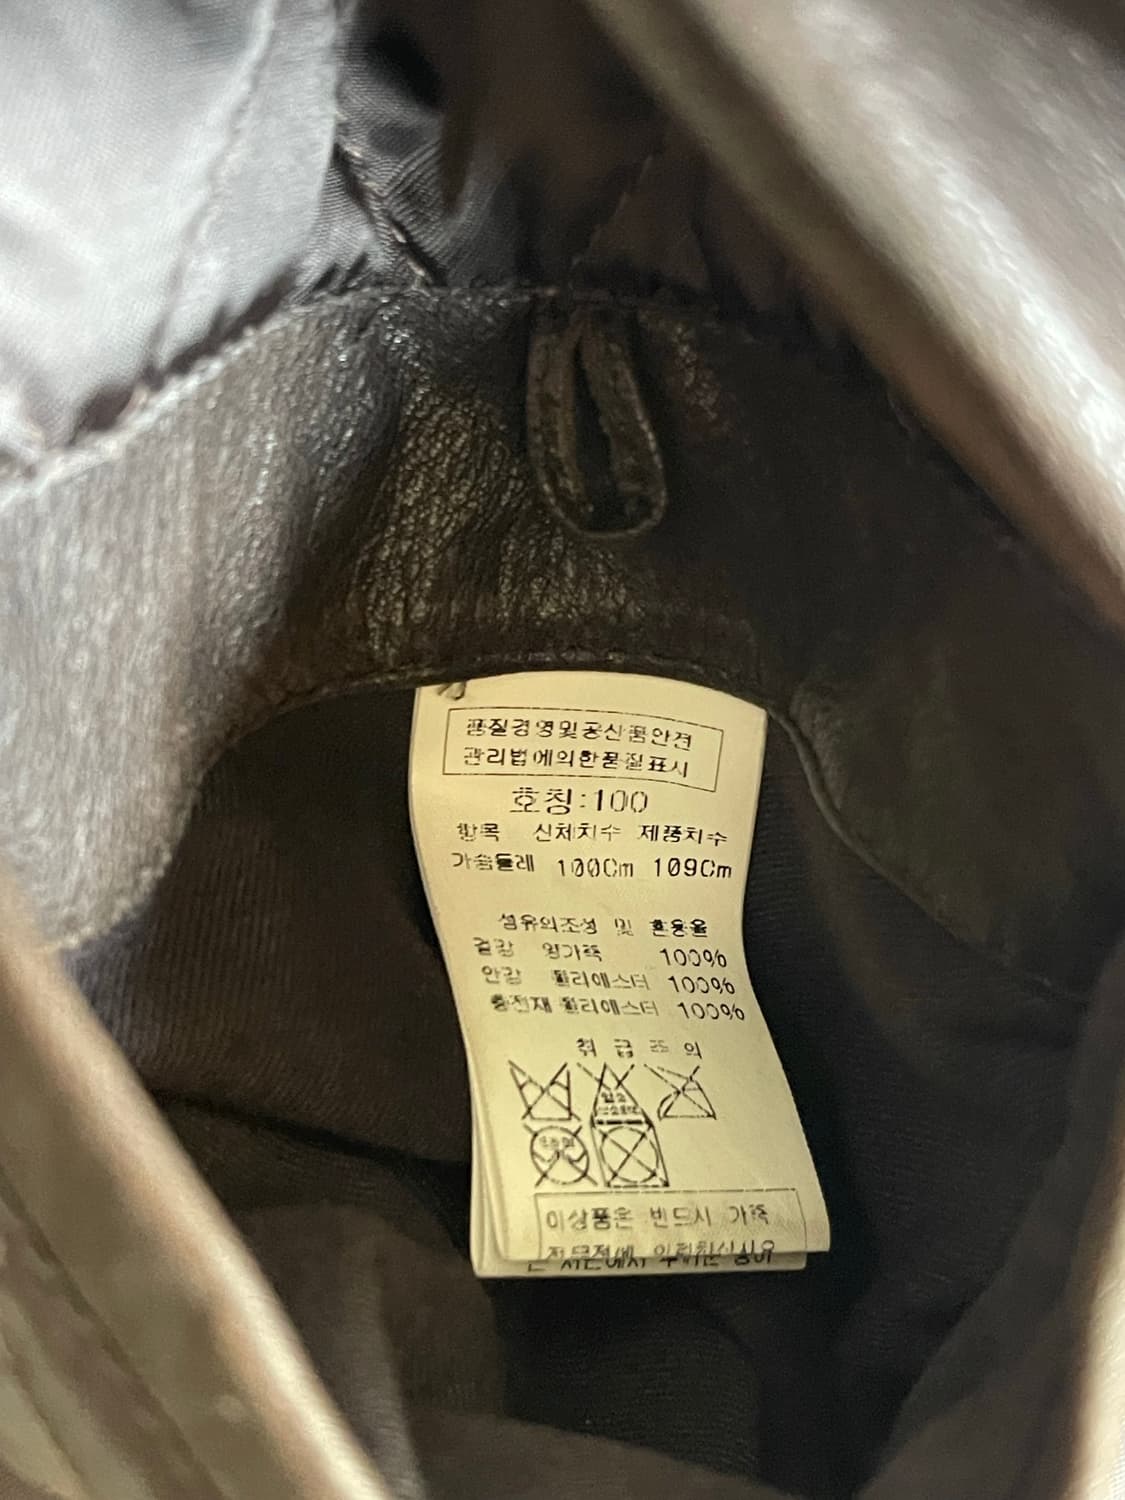 품질경영및공산품안전
관리법에의한품질표시
호칭:100
항목 신체치수 제품치수
가슴둘레 100Cm 109Cm
섬유의조성 및 혼용율
겉감 양가죽 100%
안감 폴리에스터 100%
충전재 폴리에스터 100%
취급주의
이상품은 반드시 가죽
전문점에